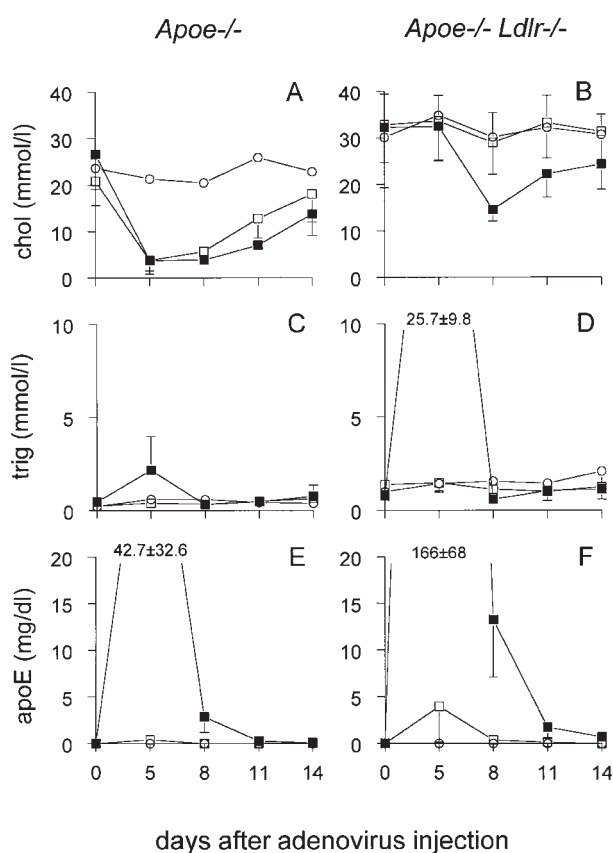 Apoe-/- Apoe-/- Ldlr-/-
A B
chol (mmol/l)
40 40
30 30
20 20
10 10
0 0
C D
trig (mmol/l)
25.7±9.8
10 10
5 5
0 0
E F
apoE (mg/dl)
42.7±32.6 166±68
20 20
15 15
10 10
5 5
0 0
0 5 8 11 14 0 5 8 11 14
days after adenovirus injection